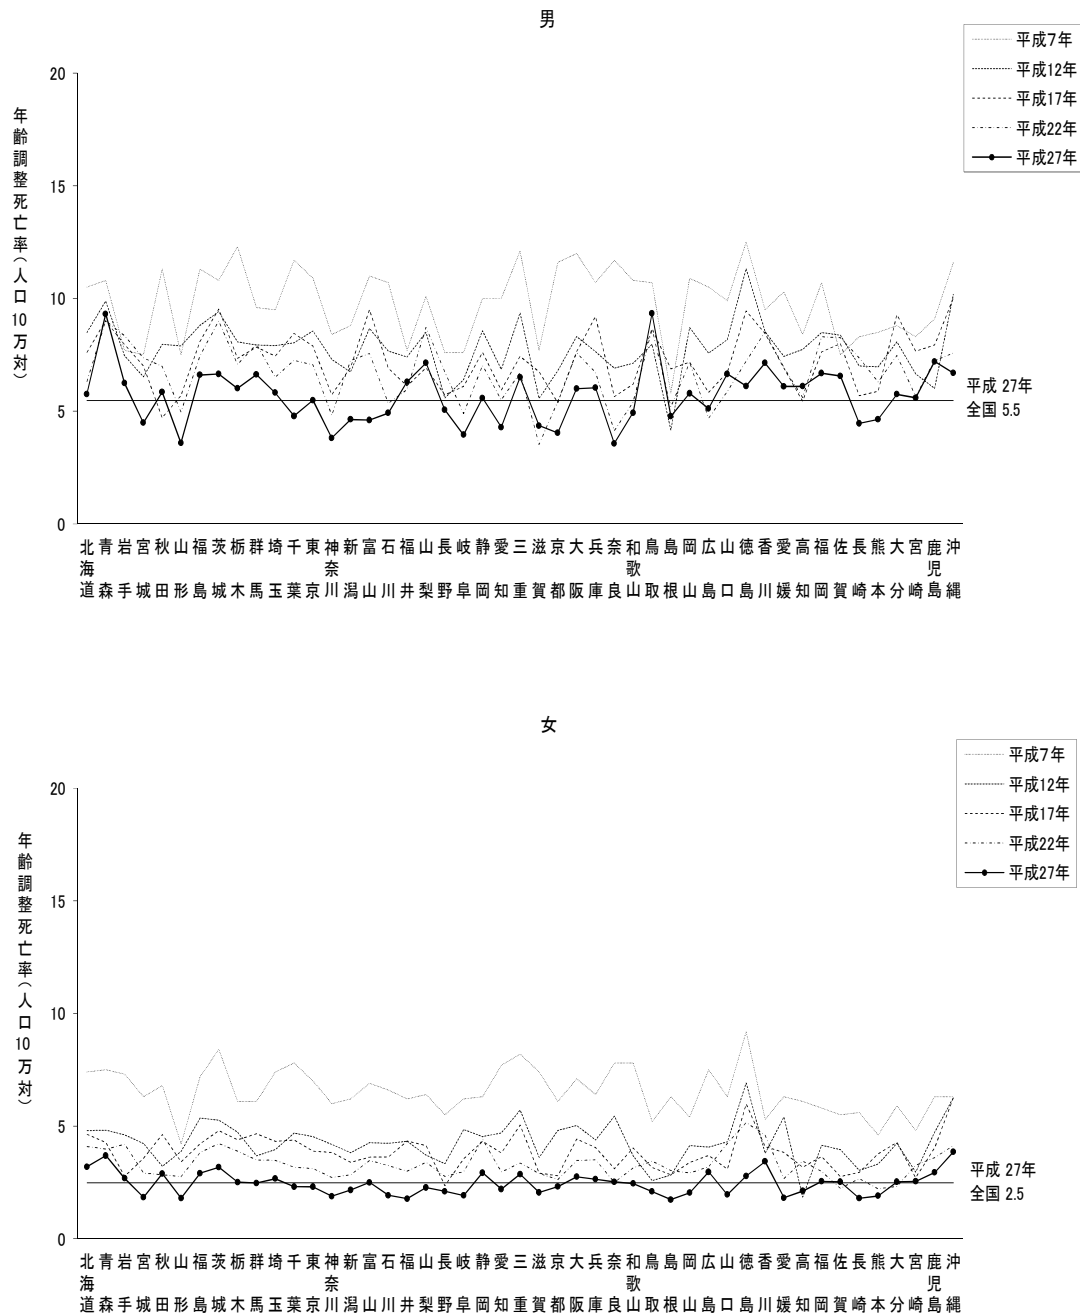 男
平成7年
平成12年
平成17年
平成22年
平成27年
年齢調整死亡率(人口10万対)
20
15
10
5
0
平成 27年
全国 5.5
北海道 青森 岩手 宮城 秋田 山形 福島 茨城 栃木 群馬 埼玉 千葉 東京 神奈川 新潟 富山 石川 福井 山梨 長野 岐阜 静岡 愛知 三重 滋賀 京都 大阪 兵庫 奈良 和歌山 鳥取 島根 岡山 広島 山口 徳島 香川 愛媛 高知 福岡 佐賀 長崎 熊本 大分 宮崎 鹿児島 沖縄
女
平成7年
平成12年
平成17年
平成22年
平成27年
年齢調整死亡率(人口10万対)
20
15
10
5
0
平成 27年
全国 2.5
北海道 青森 岩手 宮城 秋田 山形 福島 茨城 栃木 群馬 埼玉 千葉 東京 神奈川 新潟 富山 石川 福井 山梨 長野 岐阜 静岡 愛知 三重 滋賀 京都 大阪 兵庫 奈良 和歌山 鳥取 島根 岡山 広島 山口 徳島 香川 愛媛 高知 福岡 佐賀 長崎 熊本 大分 宮崎 鹿児島 沖縄